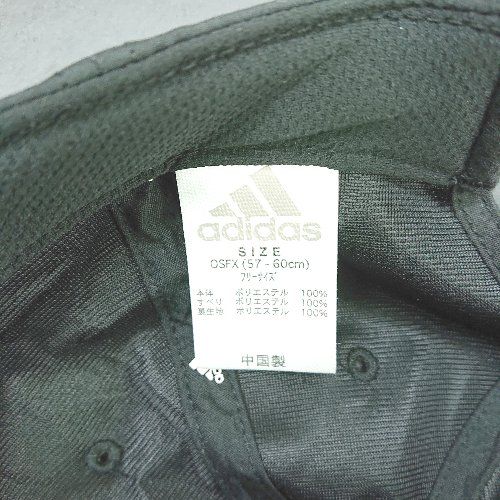 adidas
SIZE
OSFX (57 - 60cm)
フリーサイズ
本体 ポリエステル 100%
すべり ポリエステル 100%
裏生地 ポリエステル 100%
中国製